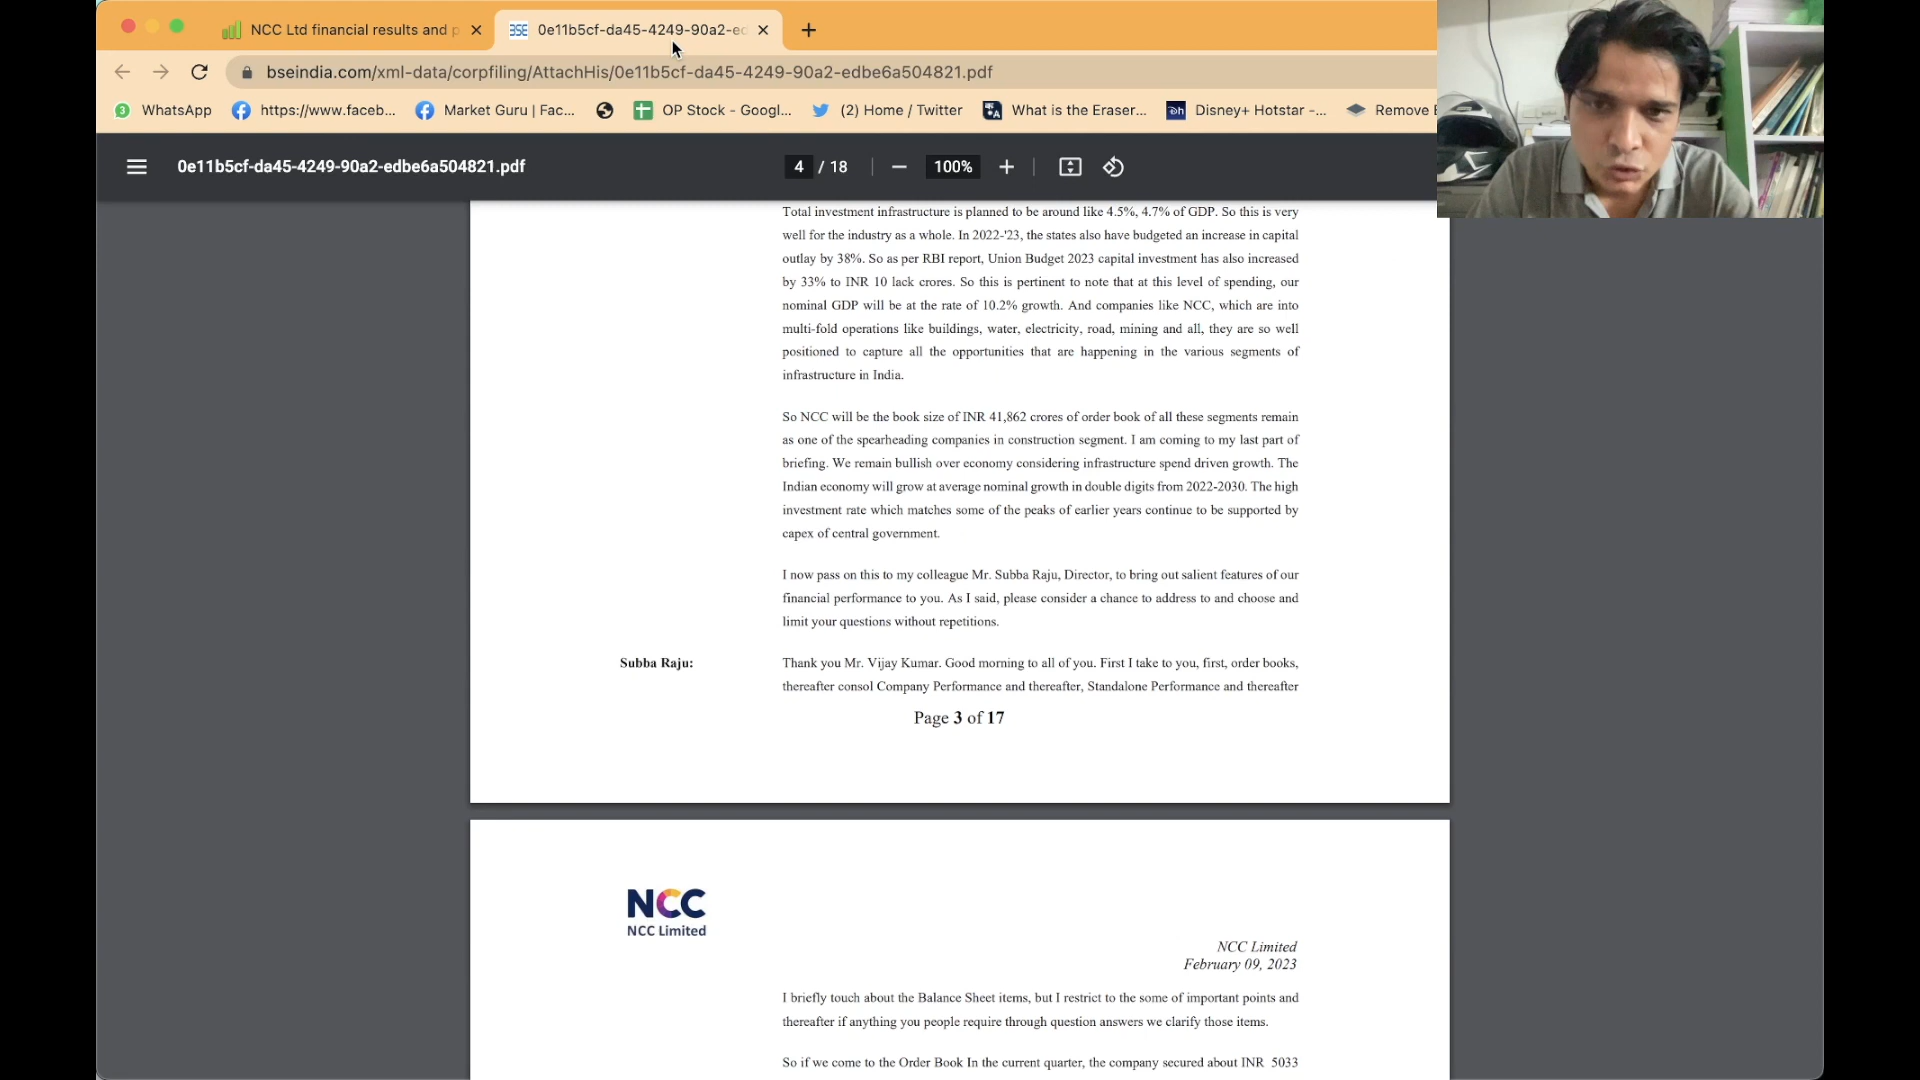 NCC Ltd financial results and p
BSE
0e11b5cf-da45-4249-90a2-ed
bseindia.com/xml-data/corpfiling/AttachHis/0e11b5cf-da45-4249-90a2-edbe6a504821.pdf
3 WhatsApp
https://www.faceb...
Market Guru | Fac...
OP Stock - Googl...
(2) Home / Twitter
What is the Eraser...
Disney+ Hotstar -...
Remove
0e11b5cf-da45-4249-90a2-edbe6a504821.pdf
4 / 18
100%
Total investment infrastructure is planned to be around like 4.5%, 4.7% of GDP. So this is very
well for the industry as a whole. In 2022-'23, the states also have budgeted an increase in capital
outlay by 38%. So as per RBI report, Union Budget 2023 capital investment has also increased
by 33% to INR 10 lack crores. So this is pertinent to note that at this level of spending, our
nominal GDP will be at the rate of 10.2% growth. And companies like NCC, which are into
multi-fold operations like buildings, water, electricity, road, mining and all, they are so well
positioned to capture all the opportunities that are happening in the various segments of
infrastructure in India.
So NCC will be the book size of INR 41,862 crores of order book of all these segments remain
as one of the spearheading companies in construction segment. I am coming to my last part of
briefing. We remain bullish over economy considering infrastructure spend driven growth. The
Indian economy will grow at average nominal growth in double digits from 2022-2030. The high
investment rate which matches some of the peaks of earlier years continue to be supported by
capex of central government.
I now pass on this to my colleague Mr. Subba Raju, Director, to bring out salient features of our
financial performance to you. As I said, please consider a chance to address to and choose and
limit your questions without repetitions.
Subba Raju:
Thank you Mr. Vijay Kumar. Good morning to all of you. First I take to you, first, order books,
thereafter consol Company Performance and thereafter, Standalone Performance and thereafter
Page 3 of 17
NCC
NCC Limited
NCC Limited
February 09, 2023
I briefly touch about the Balance Sheet items, but I restrict to the some of important points and
thereafter if anything you people require through question answers we clarify those items.
So if we come to the Order Book In the current quarter, the company secured about INR 5033